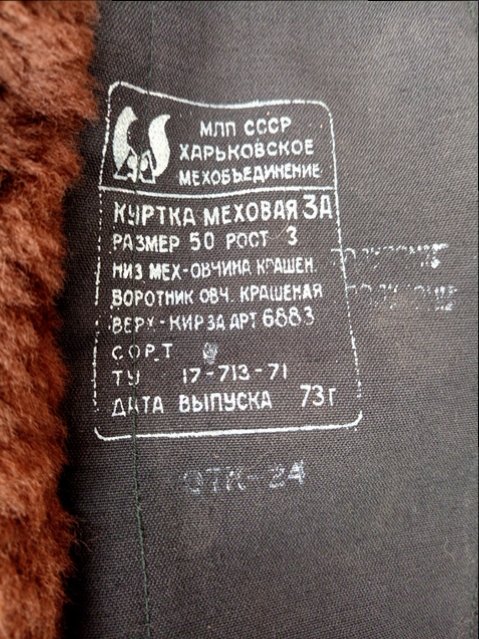 МЛП СССР
ХАРЬКОВСКОЕ
МЕХОБЪЕДИНЕНИЕ
КУРТКА МЕХОВАЯ ЗА
РАЗМЕР 50 РОСТ 3
НИЗ МЕХ-ОВЧИНА КРАШЕН.
ВОРОТНИК ОВЧ. КРАШЕНАЯ
ВЕРХ-КИРЗА АРТ 6883
СОРТ
ТУ 17-713-71
ДАТА ВЫПУСКА 73г
ОТК-24